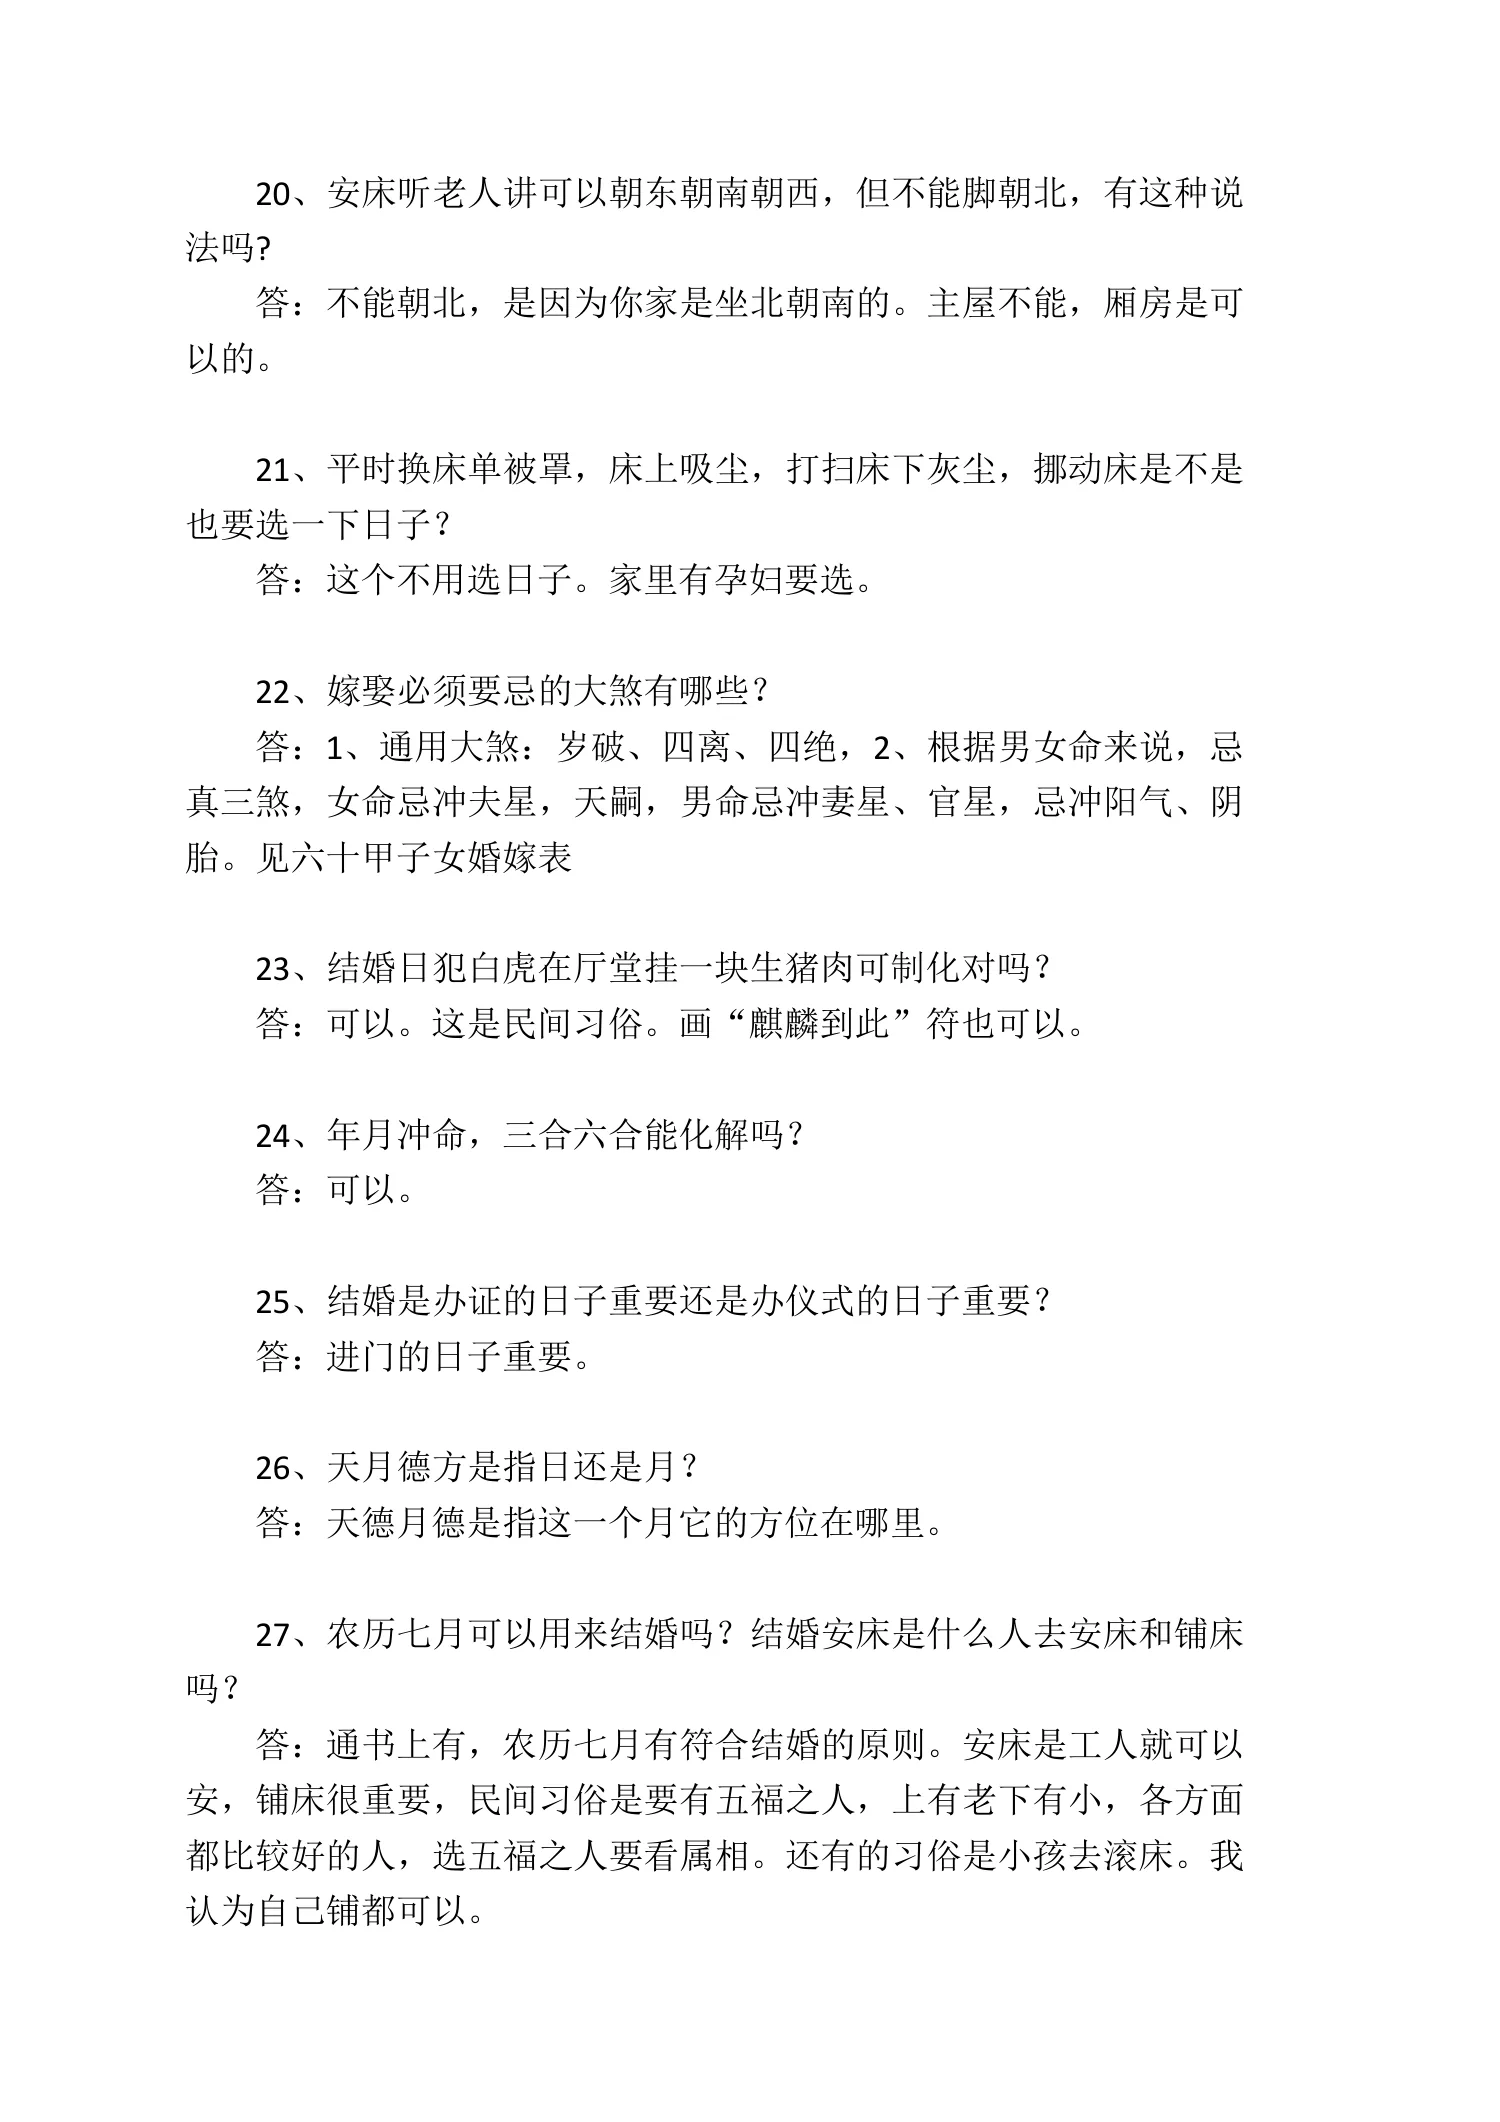 20、安床听老人讲可以朝东朝南朝西，但不能脚朝北，有这种说
法吗?
答：不能朝北，是因为你家是坐北朝南的。主屋不能，厢房是可
以的。
21、平时换床单被罩，床上吸尘，打扫床下灰尘，挪动床是不是
也要选一下日子？
答：这个不用选日子。家里有孕妇要选。
22、嫁娶必须要忌的大煞有哪些？
答：1、通用大煞：岁破、四离、四绝，2、根据男女命来说，忌
真三煞，女命忌冲夫星，天嗣，男命忌冲妻星、官星，忌冲阳气、阴
胎。见六十甲子女婚嫁表
23、结婚日犯白虎在厅堂挂一块生猪肉可制化对吗？
答：可以。这是民间习俗。画“麒麟到此”符也可以。
24、年月冲命，三合六合能化解吗？
答：可以。
25、结婚是办证的日子重要还是办仪式的日子重要？
答：进门的日子重要。
26、天月德方是指日还是月？
答：天德月德是指这一个月它的方位在哪里。
27、农历七月可以用来结婚吗？结婚安床是什么人去安床和铺床
吗？
答：通书上有，农历七月有符合结婚的原则。安床是工人就可以
安，铺床很重要，民间习俗是要有五福之人，上有老下有小，各方面
都比较好的人，选五福之人要看属相。还有的习俗是小孩去滚床。我
认为自己铺都可以。